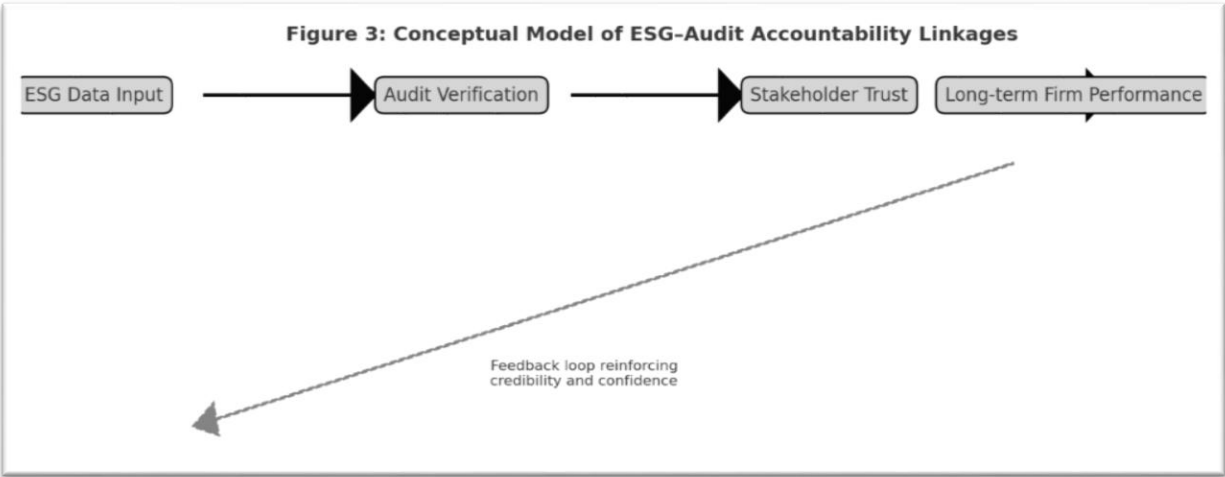 Figure 3: Conceptual Model of ESG–Audit Accountability Linkages
ESG Data Input
Audit Verification
Stakeholder Trust
Long-term Firm Performance
Feedback loop reinforcing
credibility and confidence